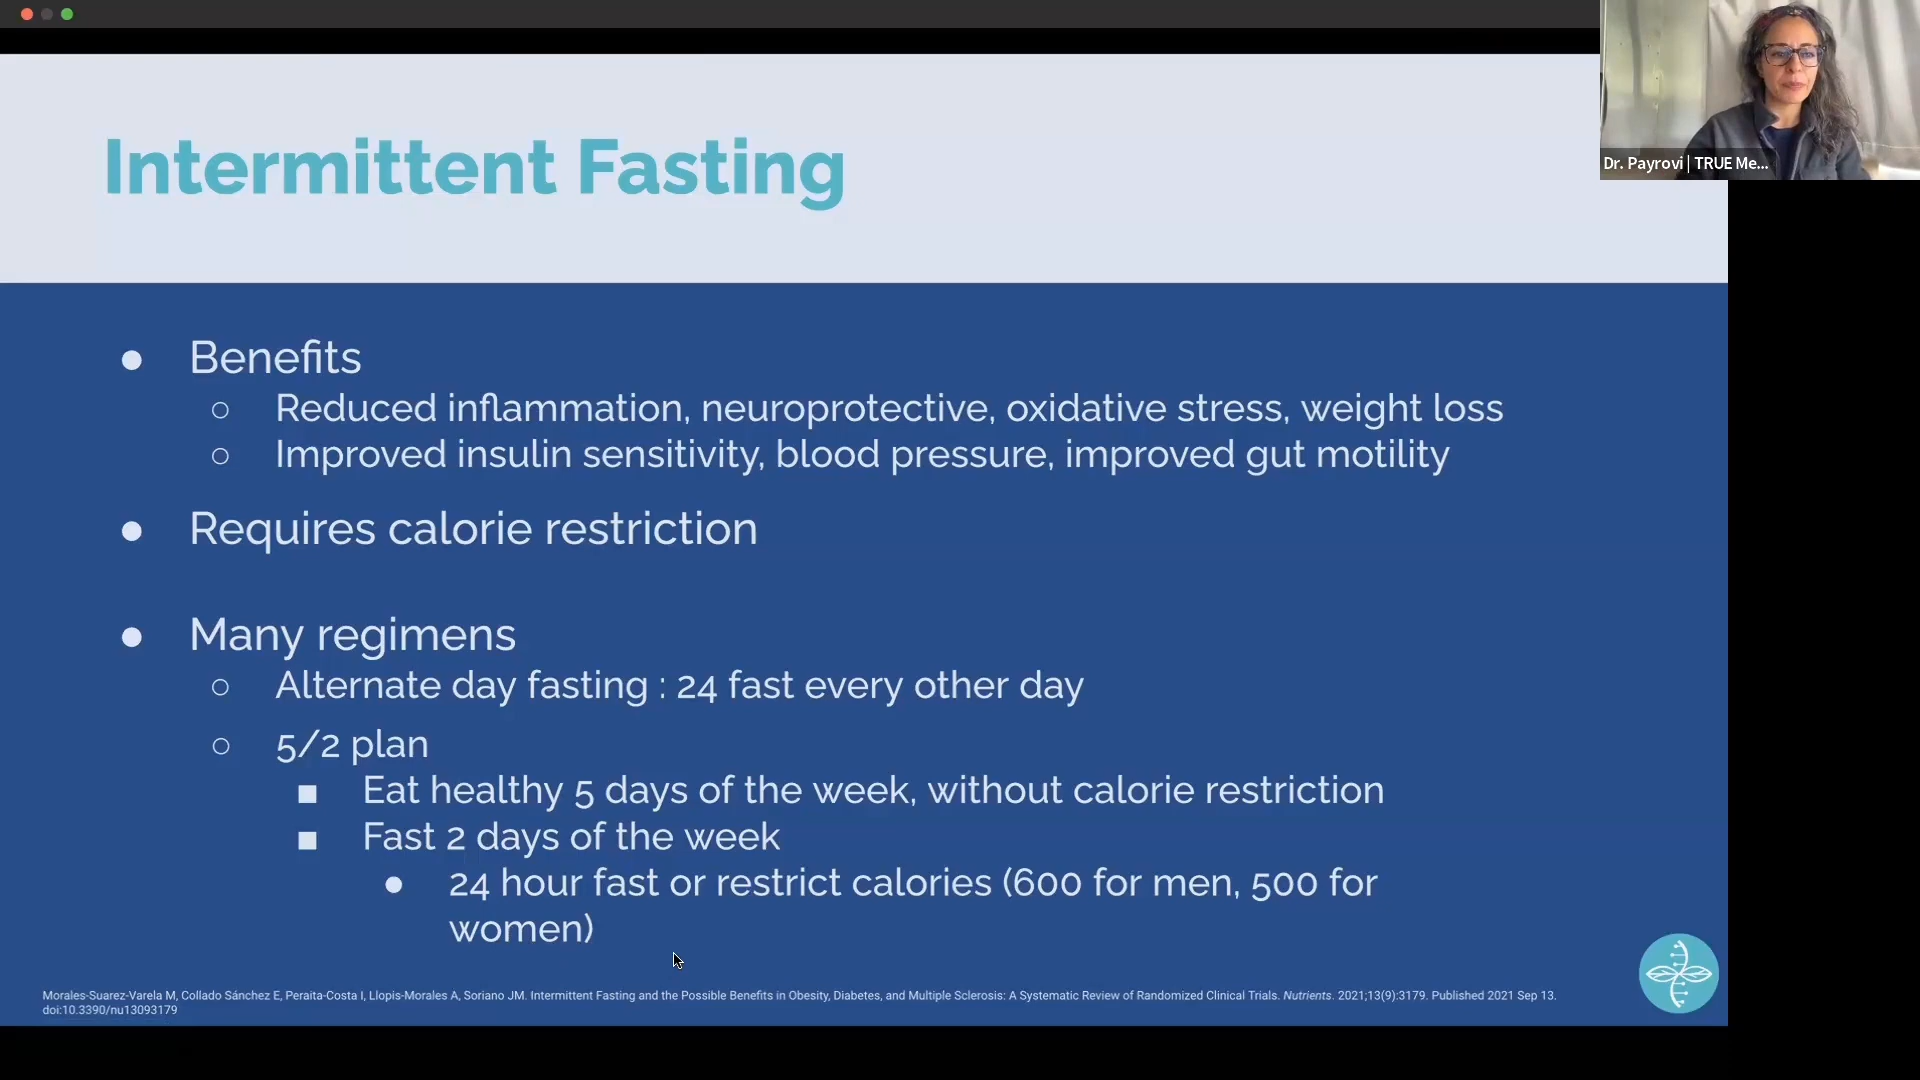 Intermittent Fasting
Dr. Payrovi | TRUE Me...
● Benefits
○ Reduced inflammation, neuroprotective, oxidative stress, weight loss
○ Improved insulin sensitivity, blood pressure, improved gut motility
● Requires calorie restriction
● Many regimens
○ Alternate day fasting : 24 fast every other day
○ 5/2 plan
■ Eat healthy 5 days of the week, without calorie restriction
■ Fast 2 days of the week
● 24 hour fast or restrict calories (600 for men, 500 for
women)
Morales-Suarez-Varela M, Collado Sánchez E, Peraita-Costa I, Llopis-Morales A, Soriano JM. Intermittent Fasting and the Possible Benefits in Obesity, Diabetes, and Multiple Sclerosis: A Systematic Review of Randomized Clinical Trials. Nutrients. 2021;13(9):3179. Published 2021 Sep 13.
doi:10.3390/nu13093179